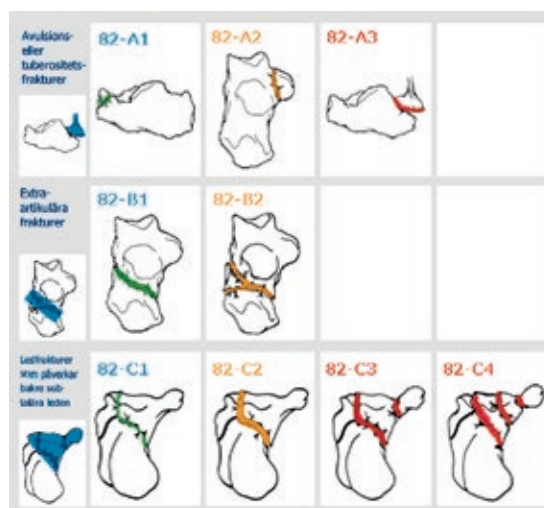 Avulsions-
eller
tuberositets-
frakturer
82-A1
82-A2
82-A3
Extra-
artikulära
frakturer
82-B1
82-B2
Ledfrakturer
som påverkar
bakre sub-
talara leden
82-C1
82-C2
82-C3
82-C4